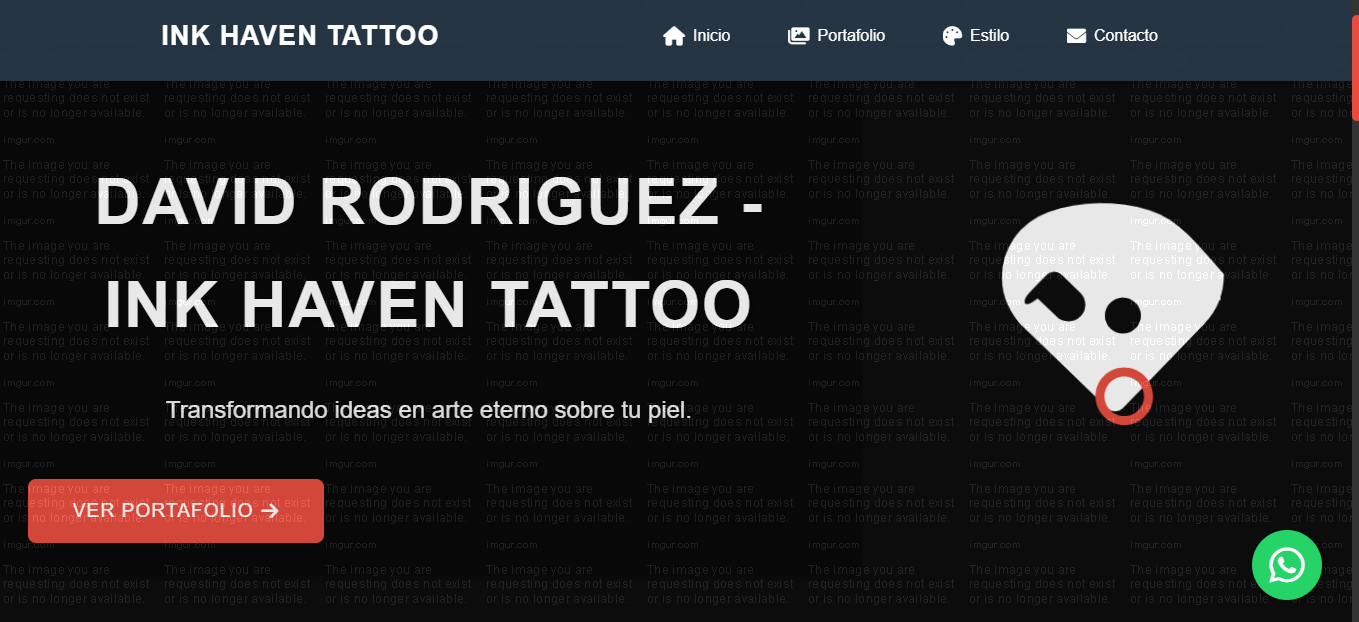 INK HAVEN TATTOO
Inicio
Portafolio
Estilo
Contacto
DAVID RODRIGUEZ -
INK HAVEN TATTOO
Transformando ideas en arte eterno sobre tu piel.
VER PORTAFOLIO
The image you are
requesting does not exist
or is no longer available.
imgur.com